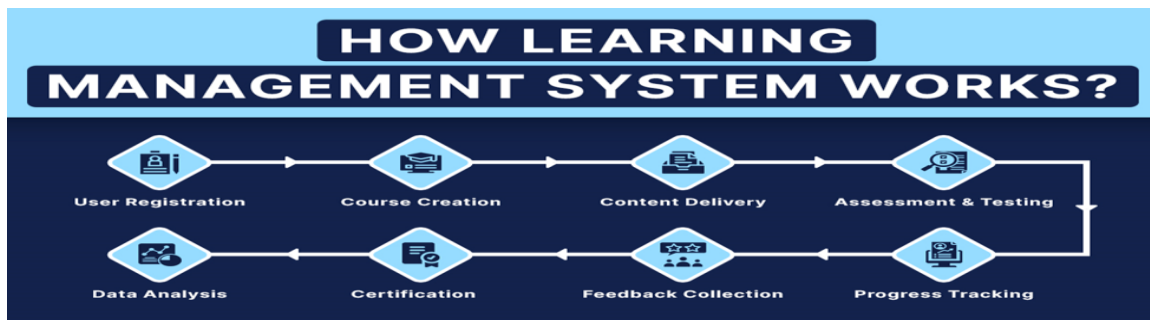 HOW LEARNING
MANAGEMENT SYSTEM WORKS?
User Registration
Course Creation
Content Delivery
Assessment & Testing
Progress Tracking
Feedback Collection
Certification
Data Analysis